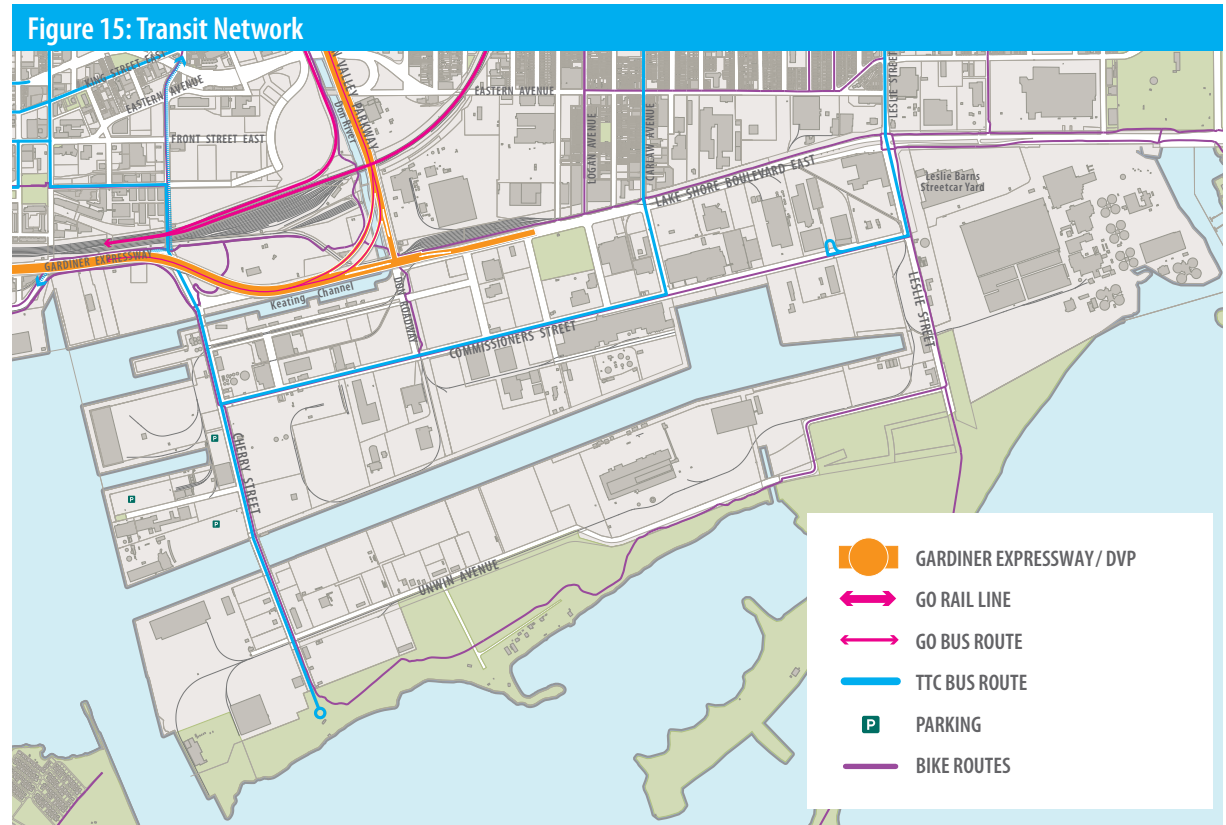 Figure 15: Transit Network
KING STREET EAST
EASTERN AVENUE
FRONT STREET EAST
VALLEY PARKWAY
Don River
EASTERN AVENUE
LOGAN AVENUE
CARLAW AVENUE
LESLIE STREET
LAKE SHORE BOULEVARD EAST
Leslie Barns
Streetcar Yard
GARDINER EXPRESSWAY
Keating Channel
DON ROADWAY
COMMISSIONERS STREET
LESLIE STREET
P
CHERRY STREET
P
P
UNWIN AVENUE
GARDINER EXPRESSWAY / DVP
GO RAIL LINE
GO BUS ROUTE
TTC BUS ROUTE
P PARKING
BIKE ROUTES